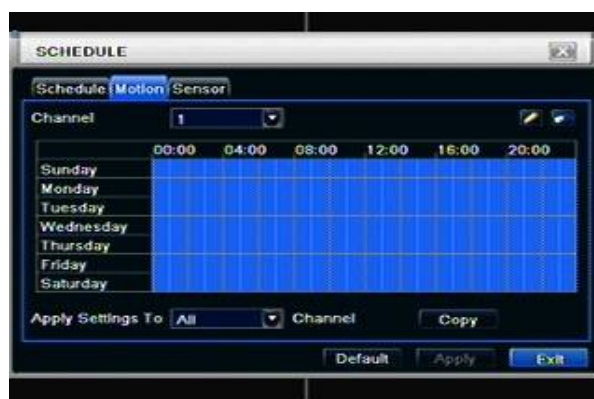 SCHEDULE
Schedule Motion Sensor
Channel 1
00:00 04:00 08:00 12:00 16:00 20:00
Sunday
Monday
Tuesday
Wednesday
Thursday
Friday
Saturday
Apply Settings To All Channel Copy
Default Apply Exit